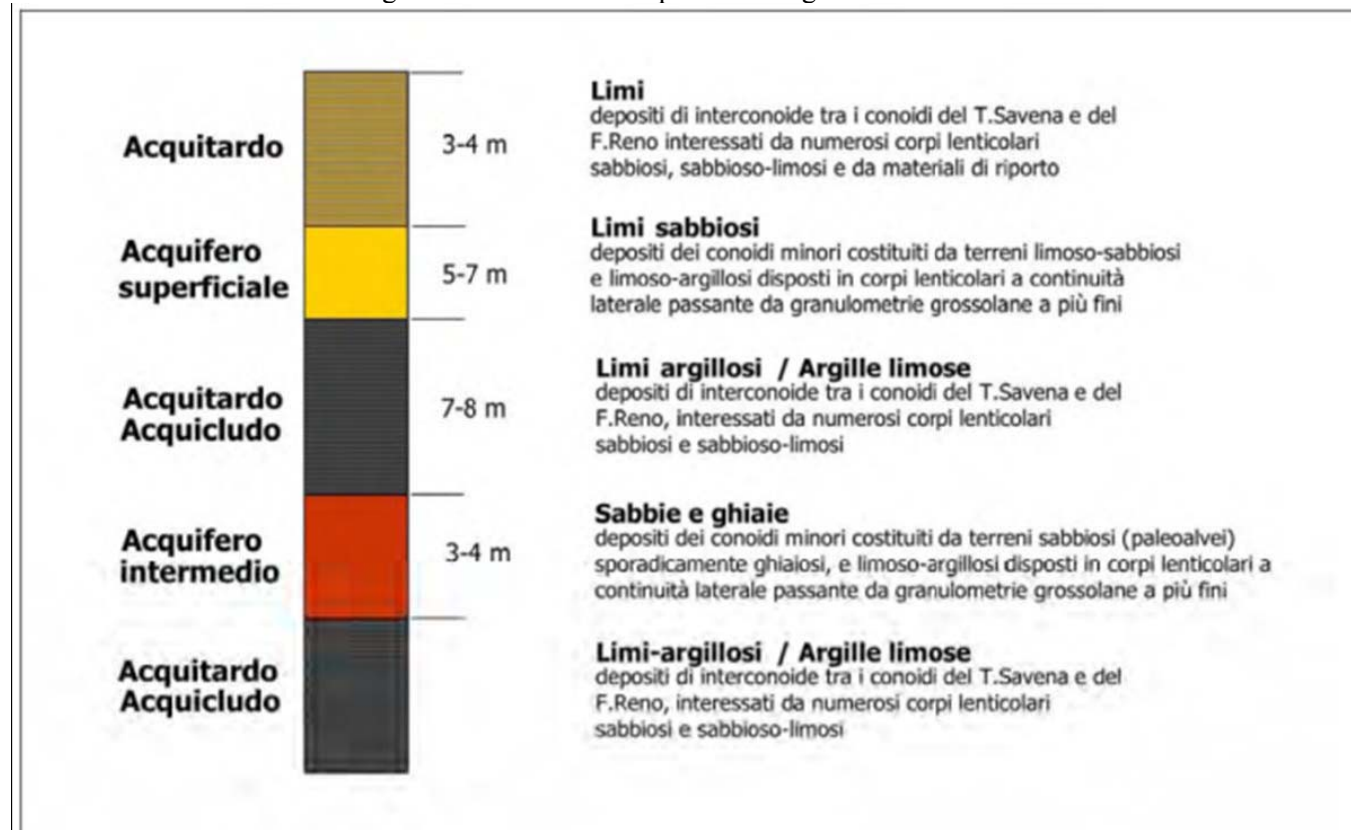 Acquitardo
3-4 m
Limi
depositi di interconoide tra i conoidi del T.Savena e del
F.Reno interessati da numerosi corpi lenticolari
sabbiosi, sabbioso-limosi e da materiali di riporto
Acquifero
superficiale
5-7 m
Limi sabbiosi
depositi dei conoidi minori costituiti da terreni limoso-sabbiosi
e limoso-argillosi disposti in corpi lenticolari a continuità
laterale passante da granulometrie grossolane a più fini
Acquitardo
Acquicludo
7-8 m
Limi argillosi / Argille limose
depositi di interconoide tra i conoidi del T.Savena e del
F.Reno, interessati da numerosi corpi lenticolari
sabbiosi e sabbioso-limosi
Acquifero
intermedio
3-4 m
Sabbie e ghiaie
depositi dei conoidi minori costituiti da terreni sabbiosi (paleoalvei)
sporadicamente ghiaiosi, e limoso-argillosi disposti in corpi lenticolari a
continuità laterale passante da granulometrie grossolane a più fini
Acquitardo
Acquicludo
Limi-argillosi / Argille limose
depositi di interconoide tra i conoidi del T.Savena e del
F.Reno, interessati da numerosi corpi lenticolari
sabbiosi e sabbioso-limosi